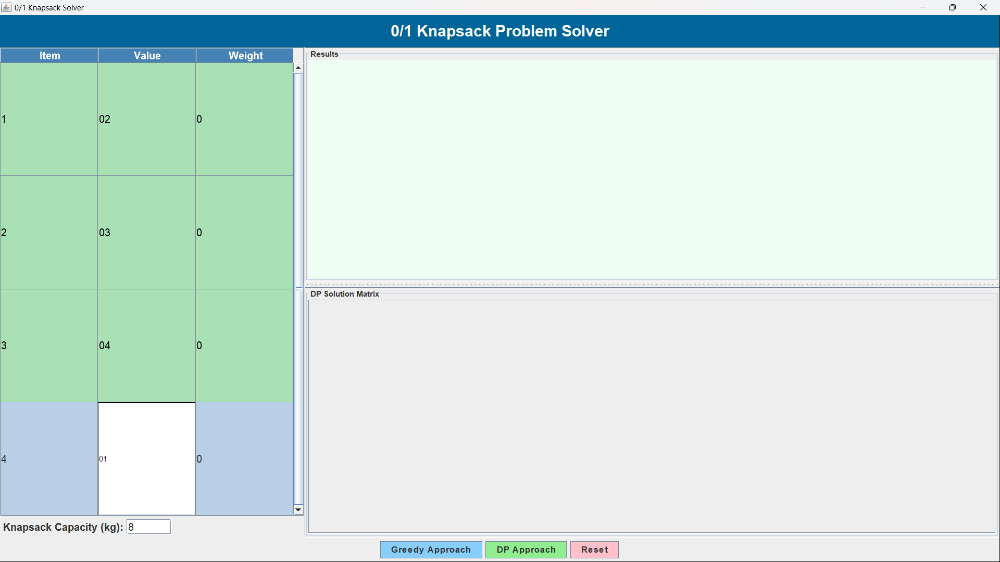 0/1 Knapsack Solver
0/1 Knapsack Problem Solver
Item Value Weight
1 02 0
2 03 0
3 04 0
4 01 0
Knapsack Capacity (kg): 8
Results
DP Solution Matrix
Greedy Approach DP Approach Reset